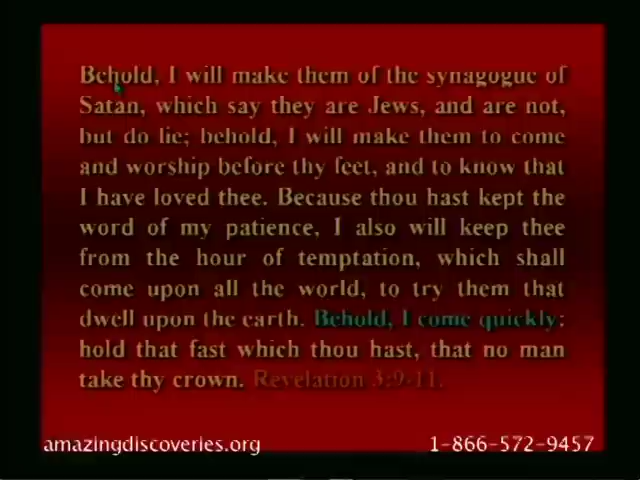 Behold, I will make them of the synagogue of
Satan, which say they are Jews, and are not,
but do lie; behold, I will make them to come
and worship before thy feet, and to know that
I have loved thee. Because thou hast kept the
word of my patience, I also will keep thee
from the hour of temptation, which shall
come upon all the world, to try them that
dwell upon the earth. Behold, I come quickly:
hold that fast which thou hast, that no man
take thy crown. Revelation 3:9-11.
amazingdiscoveries.org 1-866-572-9457